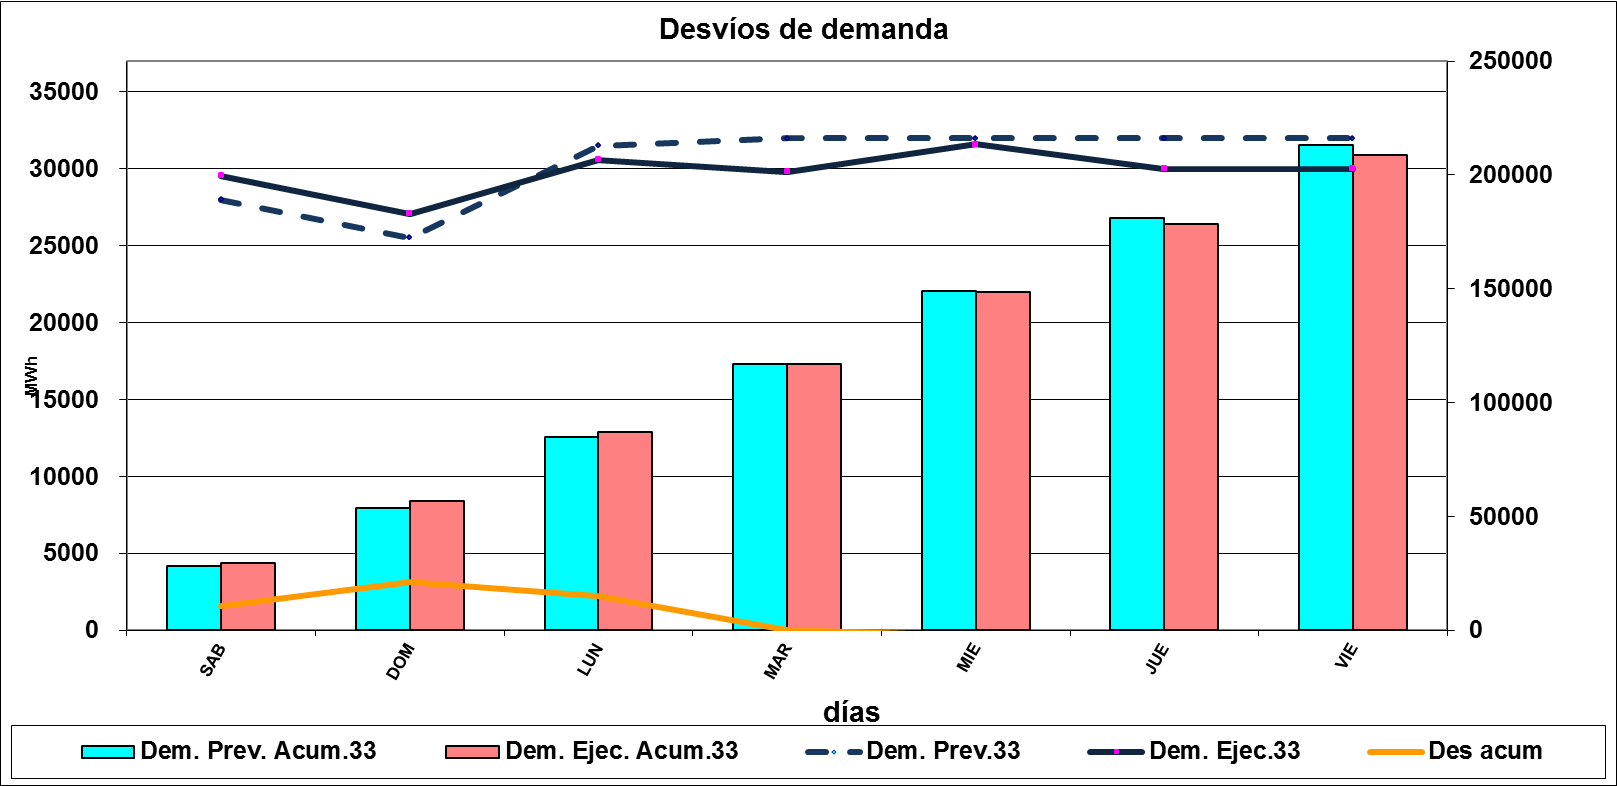 Desvíos de demanda
250000
35000
200000
30000
25000
150000
20000
MWh
100000
15000
10000
50000
5000
0
0
SAB
DOM
LUN
MAR
MIE
JUE
VIE
días
Dem. Prev. Acum.33
Dem. Ejec. Acum.33
Dem. Prev.33
Dem. Ejec.33
Des acum